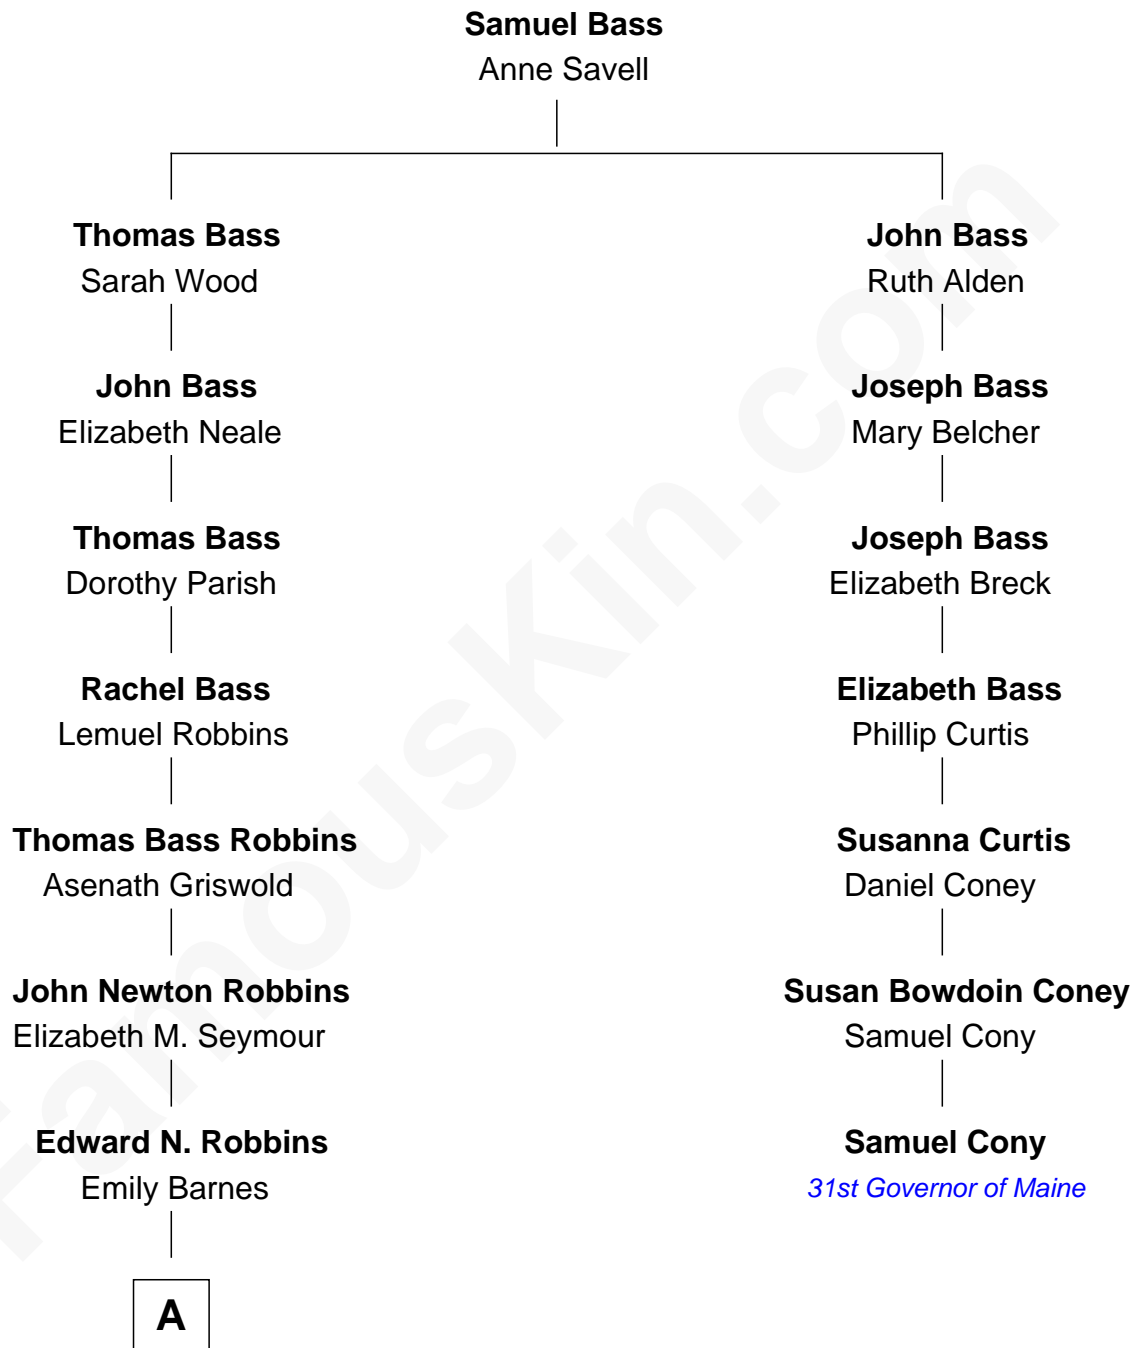 Samuel Bass
Anne Savell
Thomas Bass
Sarah Wood
John Bass
Elizabeth Neale
Thomas Bass
Dorothy Parish
Rachel Bass
Lemuel Robbins
Thomas Bass Robbins
Asenath Griswold
John Newton Robbins
Elizabeth M. Seymour
Edward N. Robbins
Emily Barnes
A
John Bass
Ruth Alden
Joseph Bass
Mary Belcher
Joseph Bass
Elizabeth Breck
Elizabeth Bass
Phillip Curtis
Susanna Curtis
Daniel Coney
Susan Bowdoin Coney
Samuel Cony
Samuel Cony
31st Governor of Maine
FamousKin.com